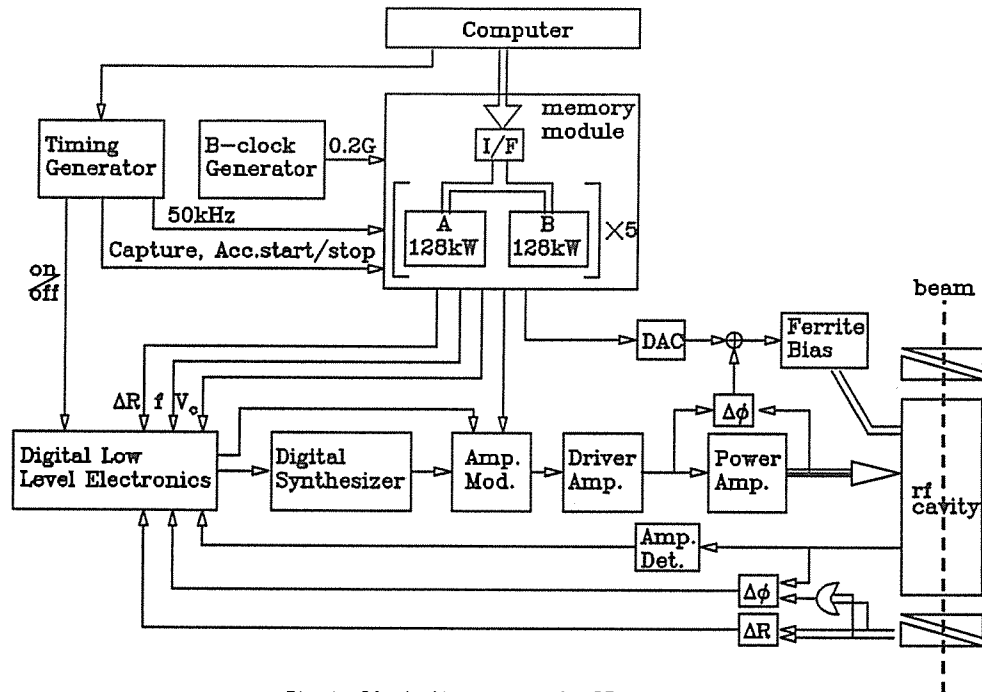 Computer
memory
module
Timing
Generator
B-clock
Generator
0.2G
I/F
50kHz
A
128kW
B
128kW
X5
Capture, Acc.start/stop
on/off
beam
DAC
Ferrite
Bias
ΔR f Vc
Δϕ
Digital Low
Level Electronics
Digital
Synthesizer
Amp.
Mod.
Driver
Amp.
Power
Amp.
rf
cavity
Amp.
Det.
Δϕ
ΔR